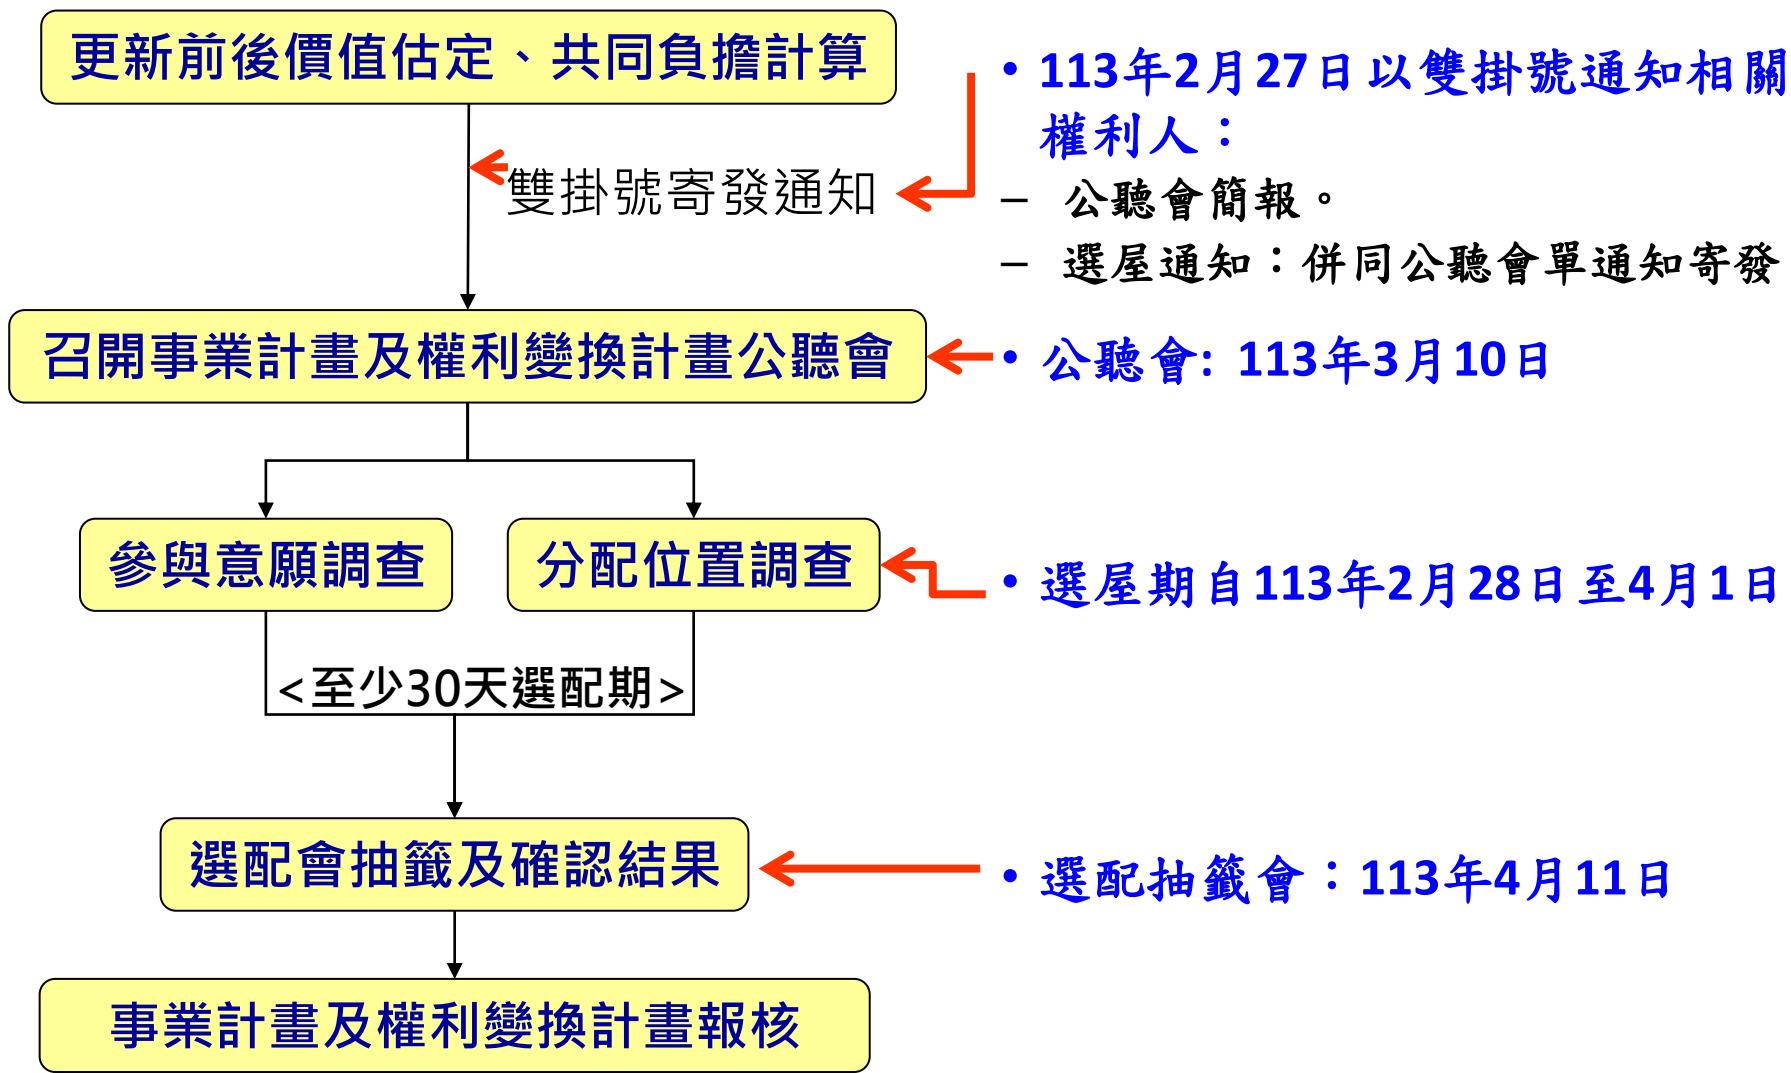 更新前後價值估定、共同負擔計算
雙掛號寄發通知
• 113年2月27日以雙掛號通知相關
權利人：
– 公聽會簡報。
– 選屋通知：併同公聽會單通知寄發
召開事業計畫及權利變換計畫公聽會
• 公聽會: 113年3月10日
參與意願調查
分配位置調查
• 選屋期自113年2月28日至4月1日
<至少30天選配期>
選配會抽籤及確認結果
• 選配抽籤會：113年4月11日
事業計畫及權利變換計畫報核